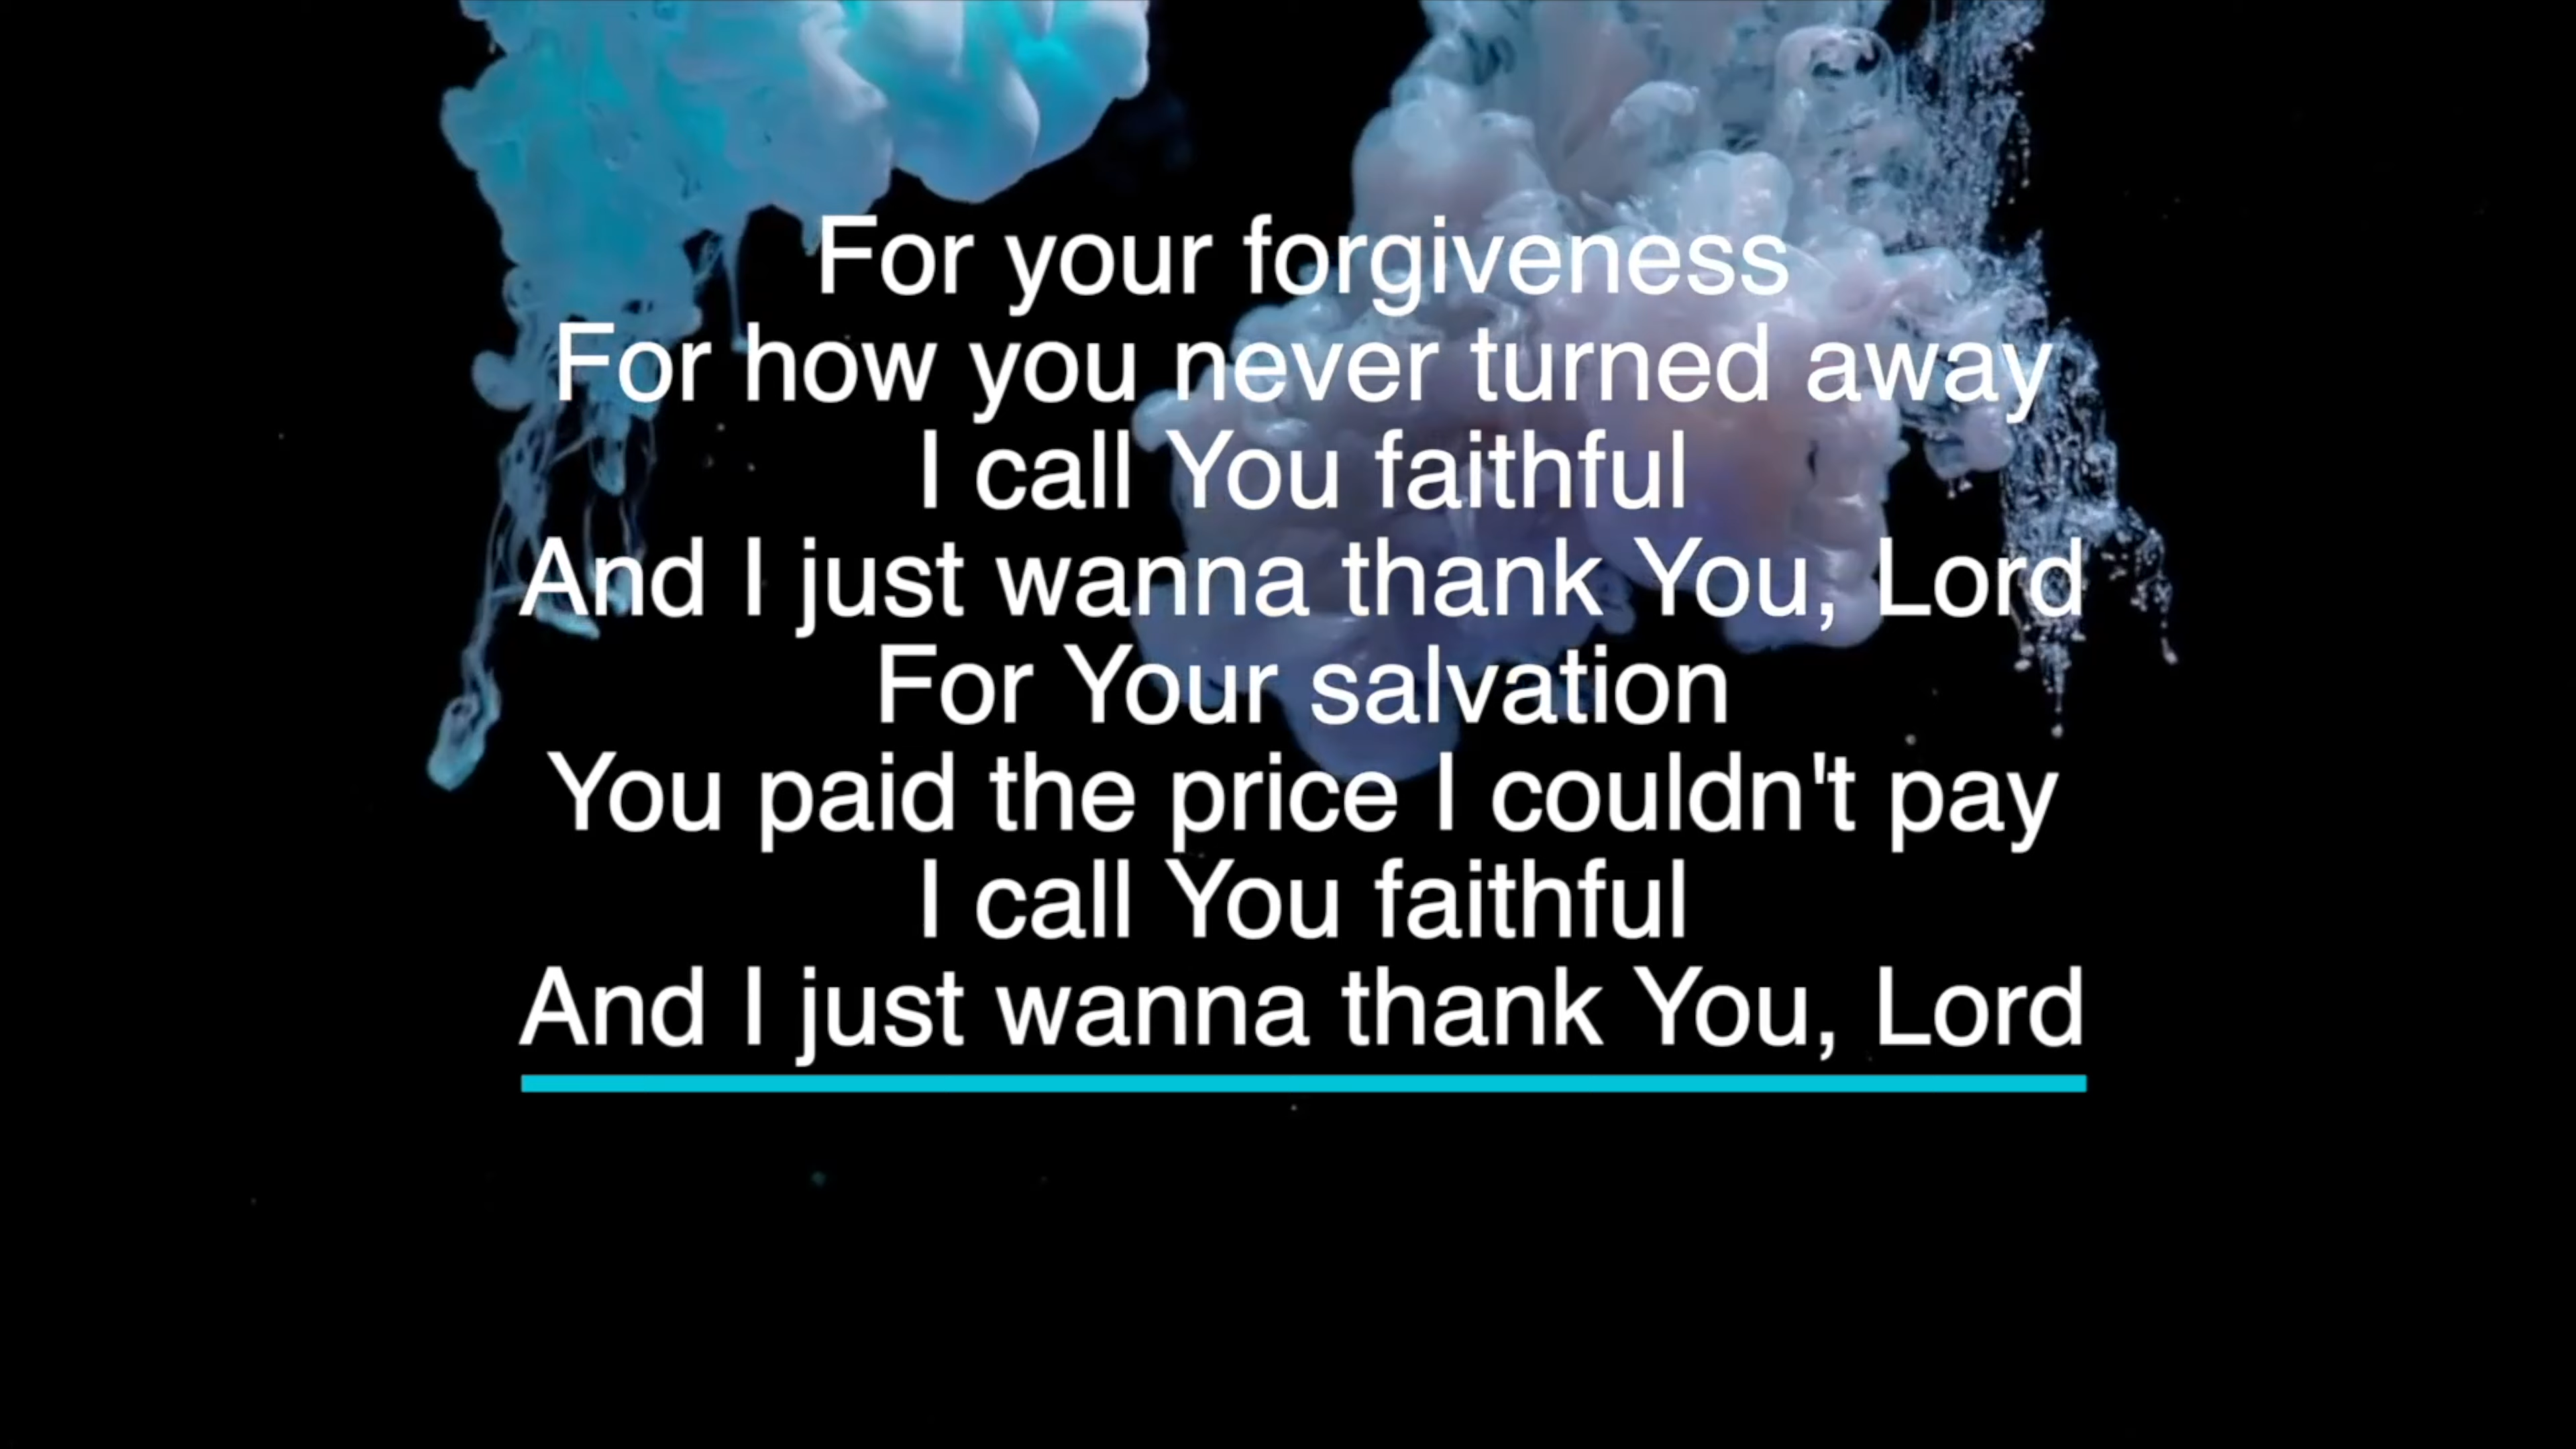 For your forgiveness
For how you never turned away
I call You faithful
And I just wanna thank You, Lord
For Your salvation
You paid the price I couldn't pay
I call You faithful
And I just wanna thank You, Lord